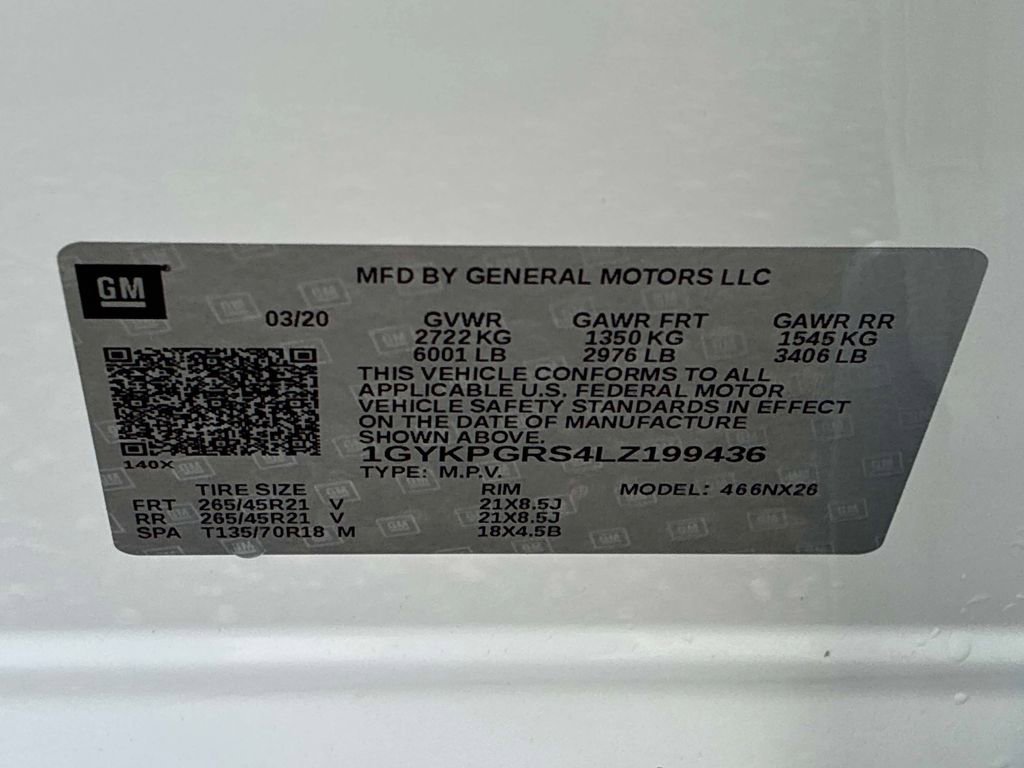 GM
MFD BY GENERAL MOTORS LLC
03/20 GVWR GAWR FRT GAWR RR
2722 KG 1350 KG 1545 KG
6001 LB 2976 LB 3406 LB
THIS VEHICLE CONFORMS TO ALL
APPLICABLE U.S. FEDERAL MOTOR
VEHICLE SAFETY STANDARDS IN EFFECT
ON THE DATE OF MANUFACTURE
SHOWN ABOVE.
1GYKPGRS4LZ199436
140X
TYPE: M.P.V.
TIRE SIZE RIM MODEL: 466NX26
FRT 265/45R21 V 21X8.5J
RR 265/45R21 V 21X8.5J
SPA T135/70R18 M 18X4.5B